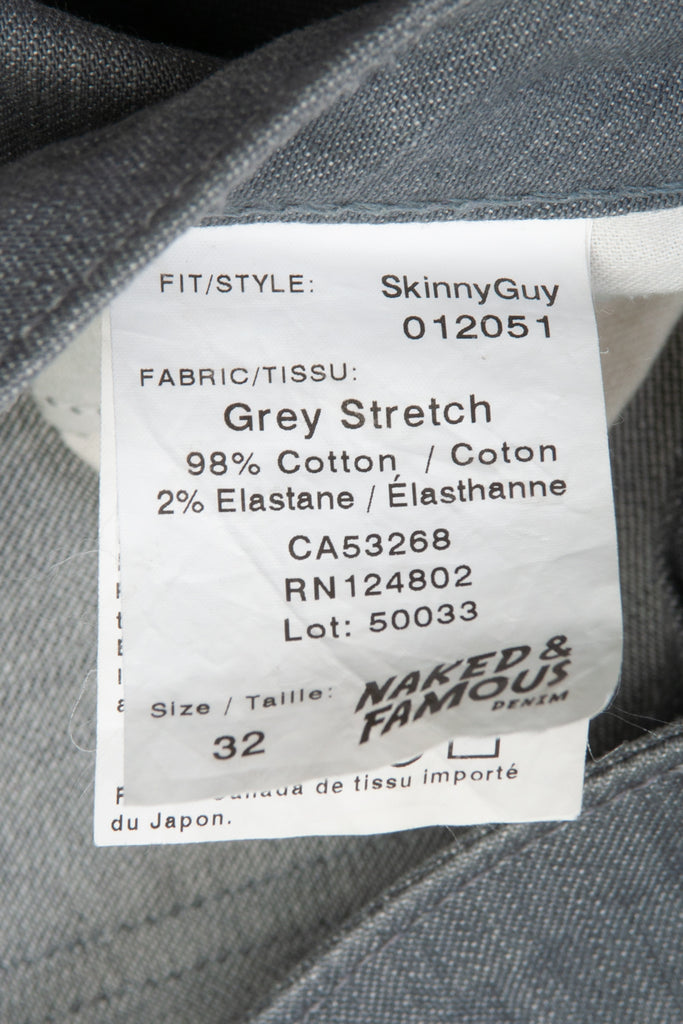 FIT/STYLE: SkinnyGuy
012051
FABRIC/TISSU:
Grey Stretch
98% Cotton / Coton
2% Elastane / Élasthanne
CA53268
RN124802
Lot: 50033
Size / Taille:
32
NAKED &
FAMOUS
DENIM
de tissu importé
du Japon.